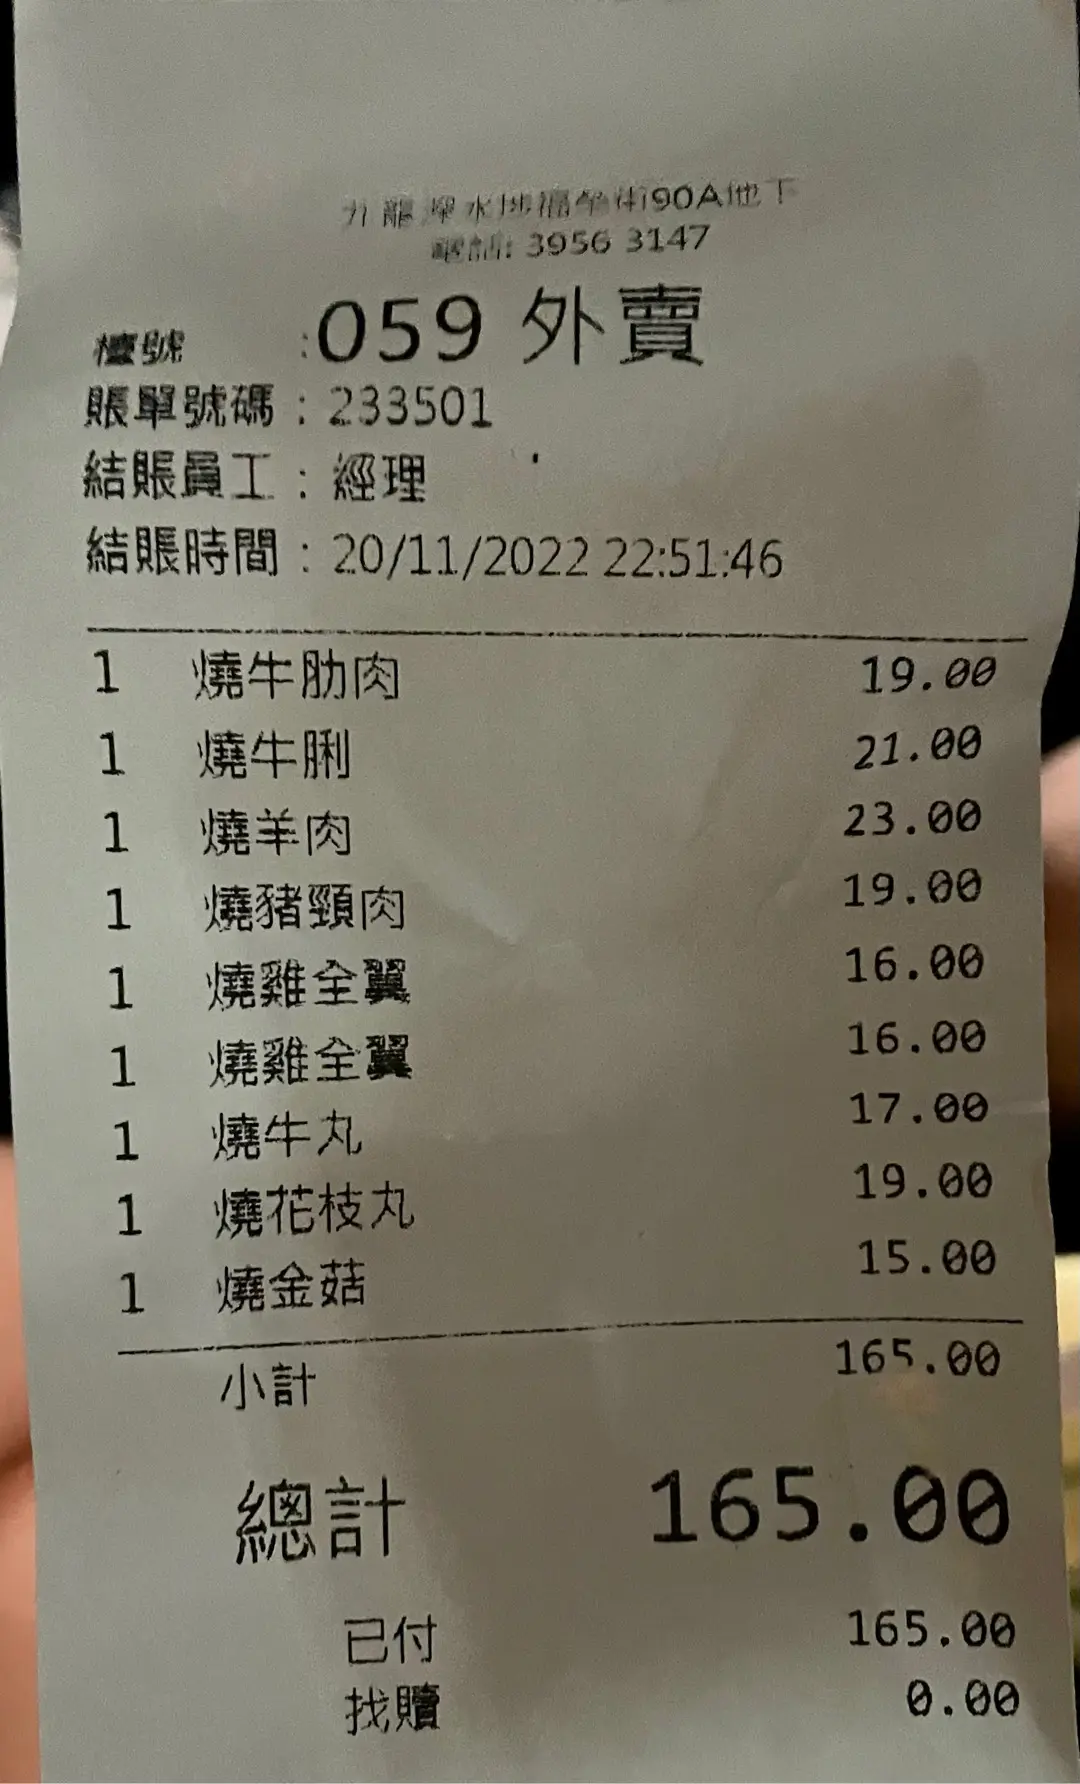 九龍深水埗福榮街90A地下
電話: 3956 3147
檯號 :059 外賣
賬單號碼 : 233501
結賬員工 : 經理
結賬時間 : 20/11/2022 22:51:46
1 燒牛肋肉 19.00
1 燒牛脷 21.00
1 燒羊肉 23.00
1 燒豬頸肉 19.00
1 燒雞全翼 16.00
1 燒雞全翼 16.00
1 燒牛丸 17.00
1 燒花枝丸 19.00
1 燒金菇 15.00
小計 165.00
總計 165.00
已付 165.00
找贖 0.00